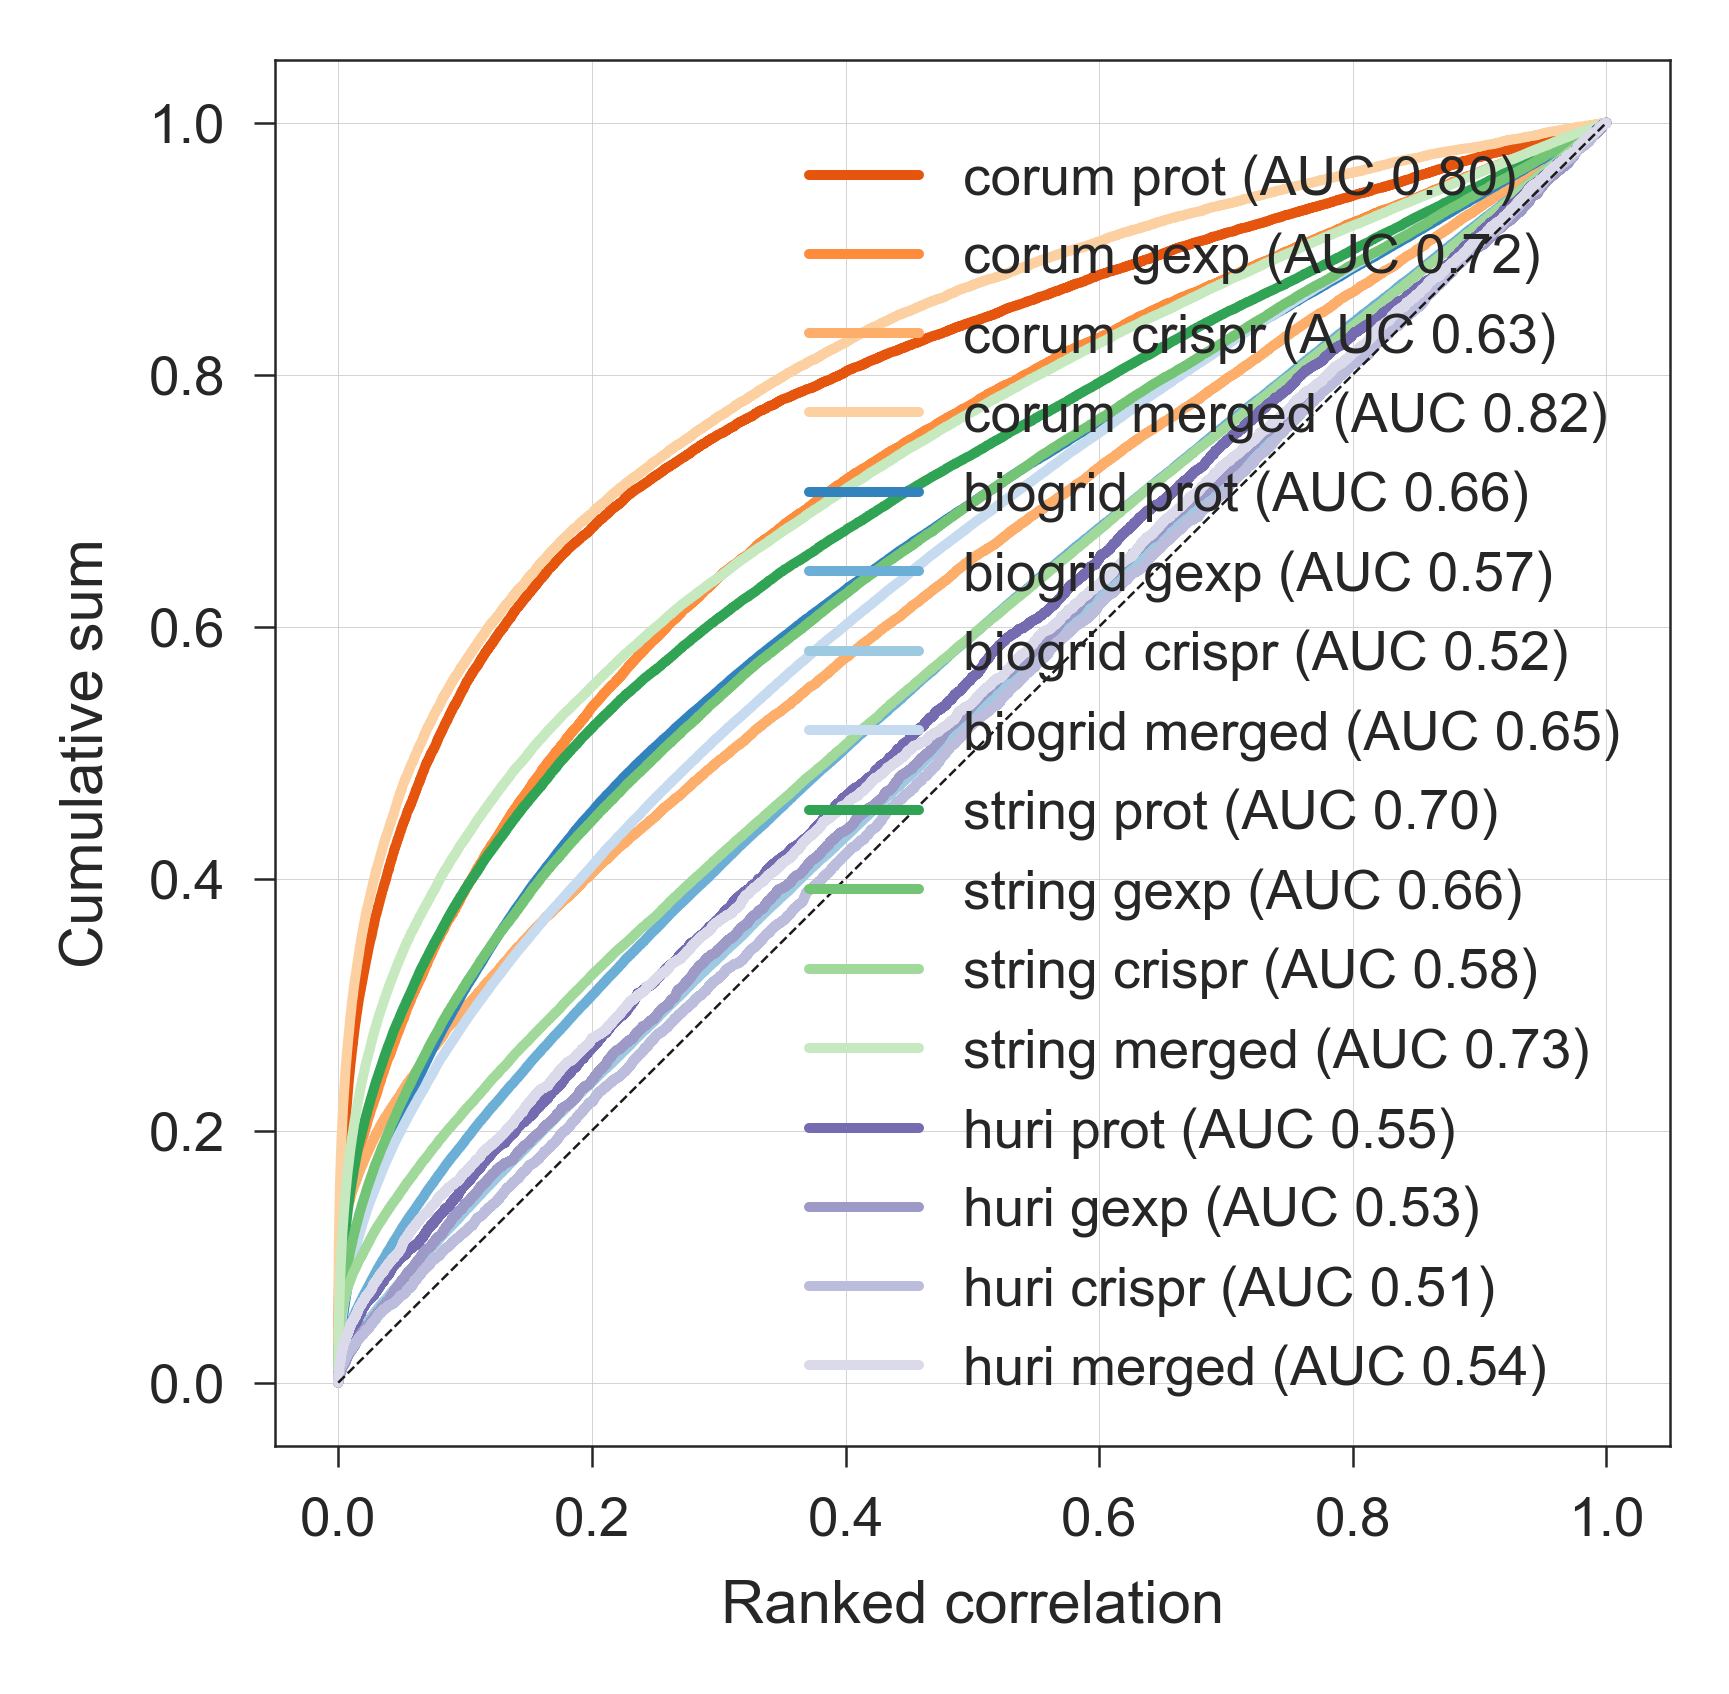 Cumulative sum
1.0
0.8
0.6
0.4
0.2
0.0
corum prot (AUC 0.80)
corum gexp (AUC 0.72)
corum crispr (AUC 0.63)
corum merged (AUC 0.82)
biogrid prot (AUC 0.66)
biogrid gexp (AUC 0.57)
biogrid crispr (AUC 0.52)
biogrid merged (AUC 0.65)
string prot (AUC 0.70)
string gexp (AUC 0.66)
string crispr (AUC 0.58)
string merged (AUC 0.73)
huri prot (AUC 0.55)
huri gexp (AUC 0.53)
huri crispr (AUC 0.51)
huri merged (AUC 0.54)
0.0 0.2 0.4 0.6 0.8 1.0
Ranked correlation